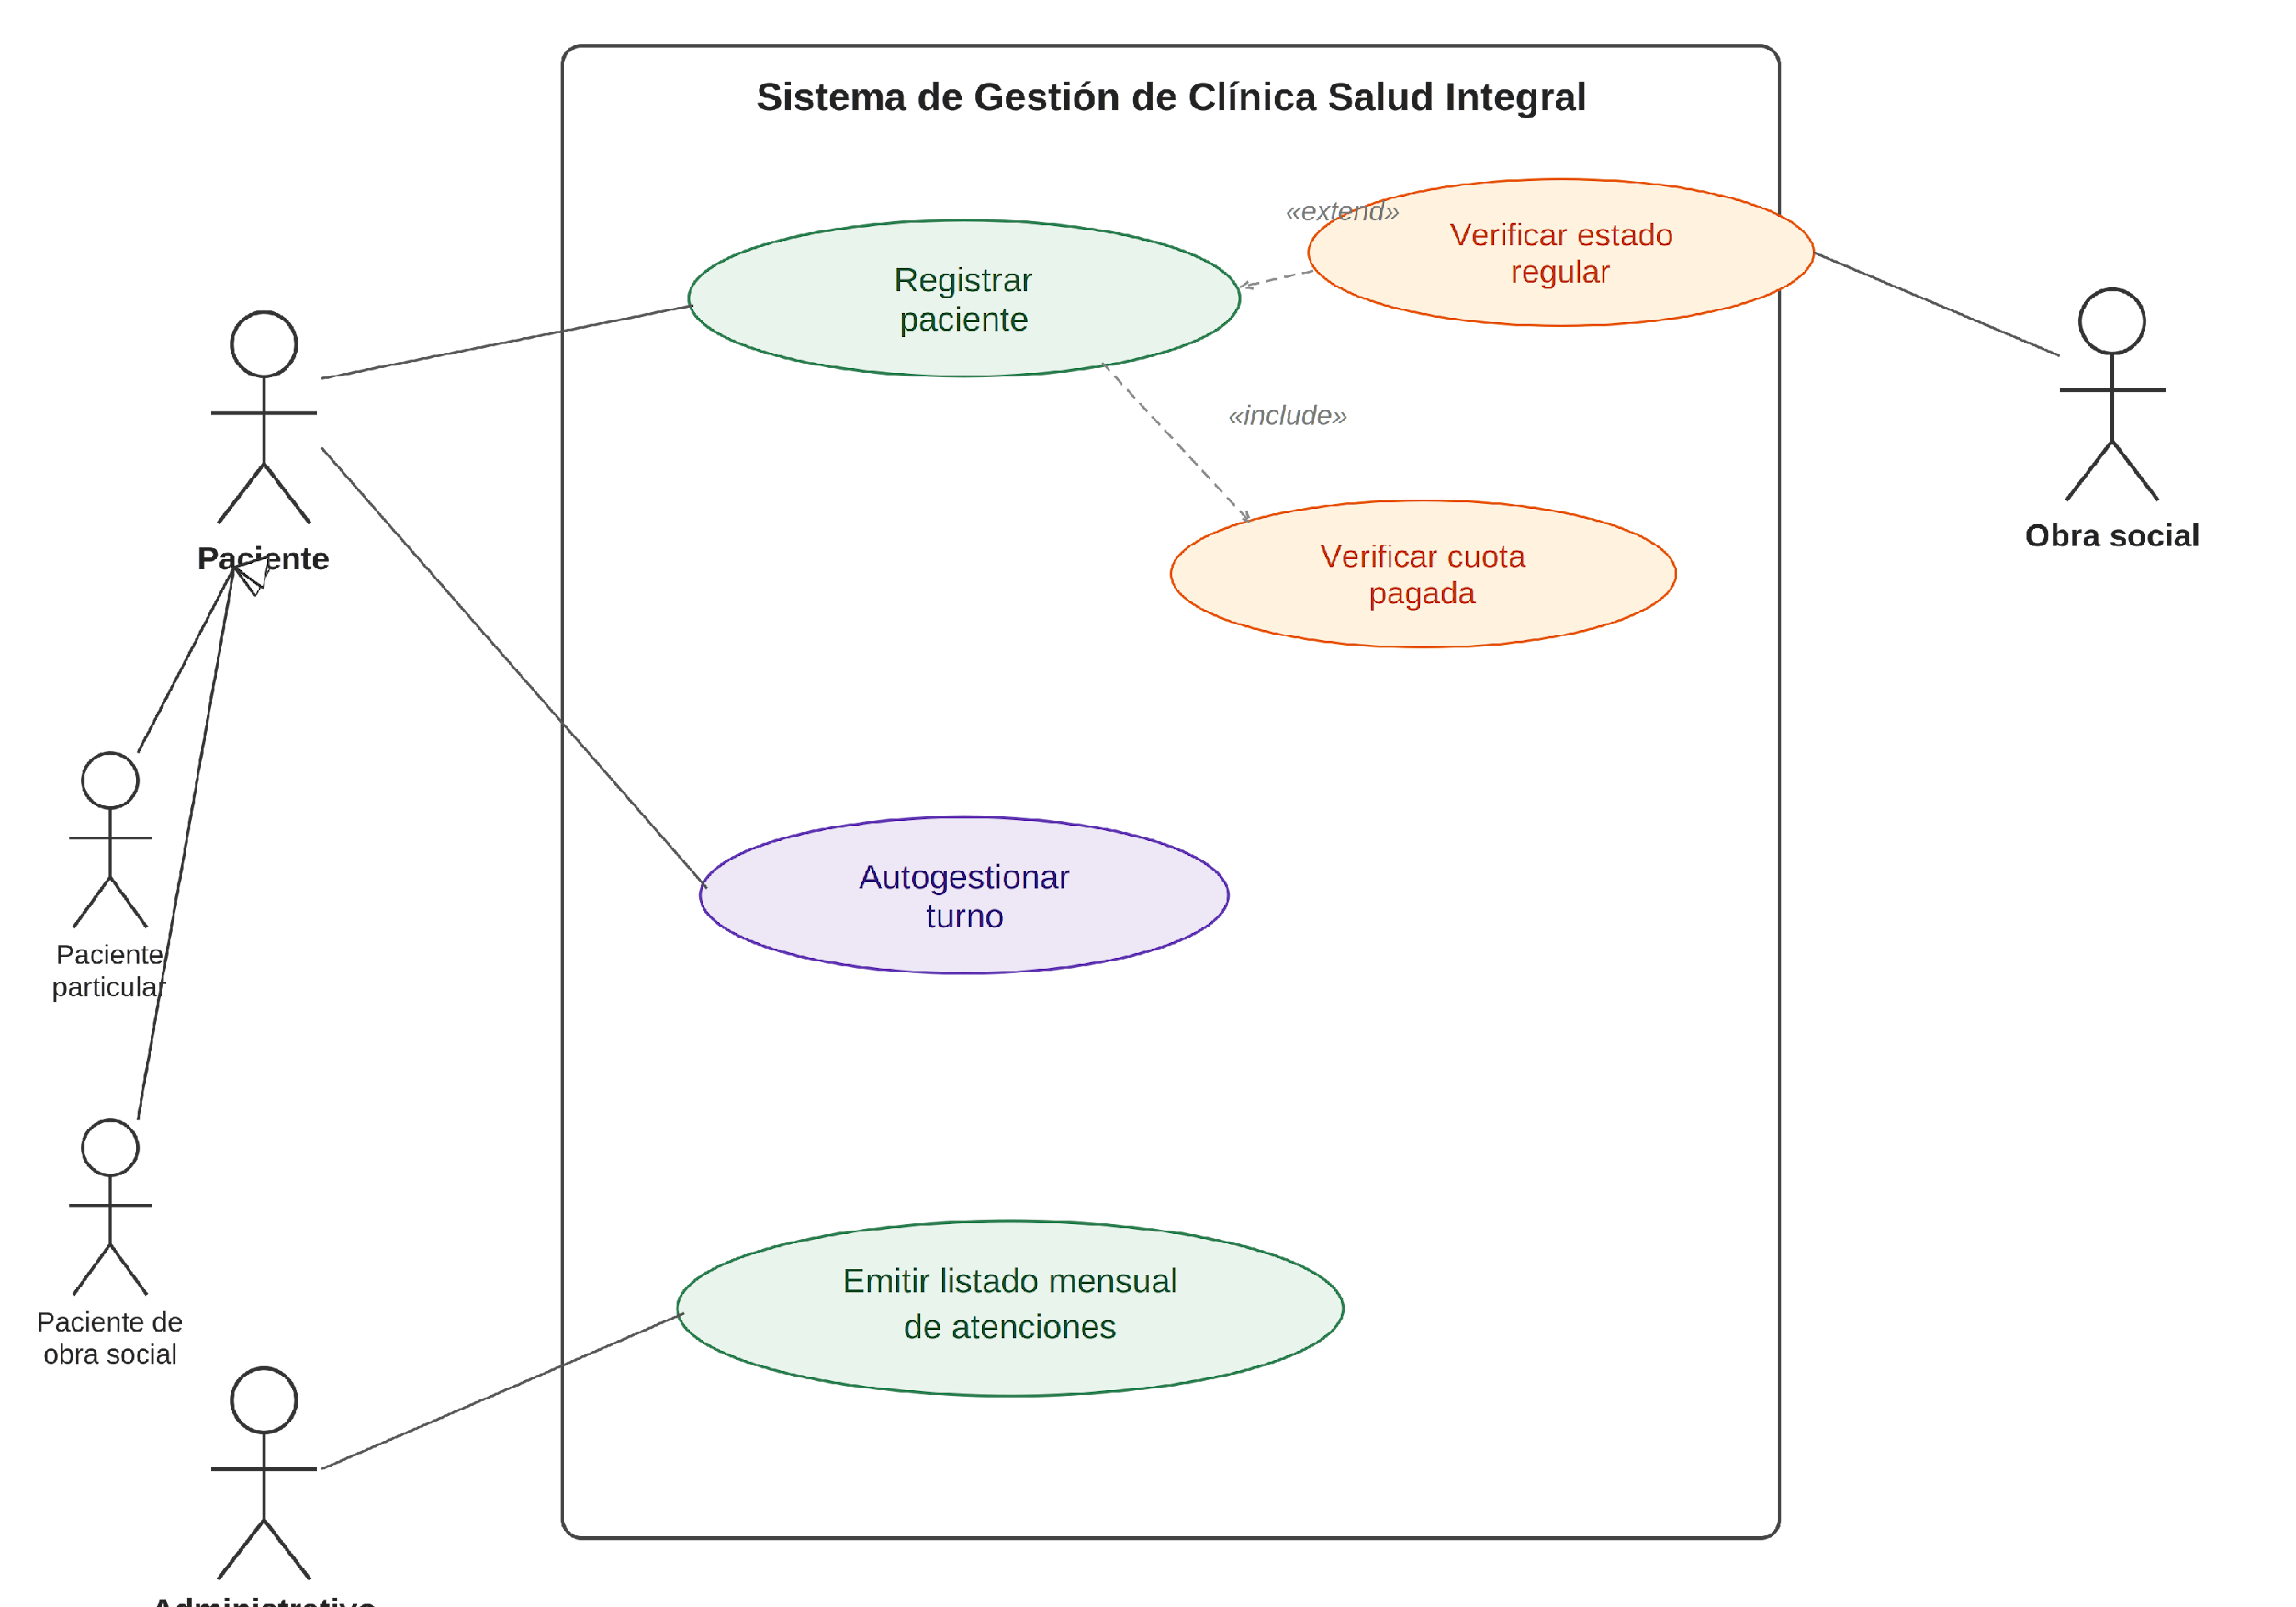 Sistema de Gestión de Clínica Salud Integral
«extend»
Verificar estado
regular
Registrar
paciente
«include»
Paciente
Obra social
Verificar cuota
pagada
Autogestionar
turno
Paciente
particular
Emitir listado mensual
de atenciones
Paciente de
obra social
Administrativo